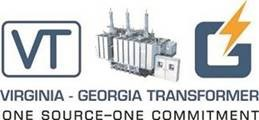 VT G
VIRGINIA - GEORGIA TRANSFORMER
ONE SOURCE–ONE COMMITMENT